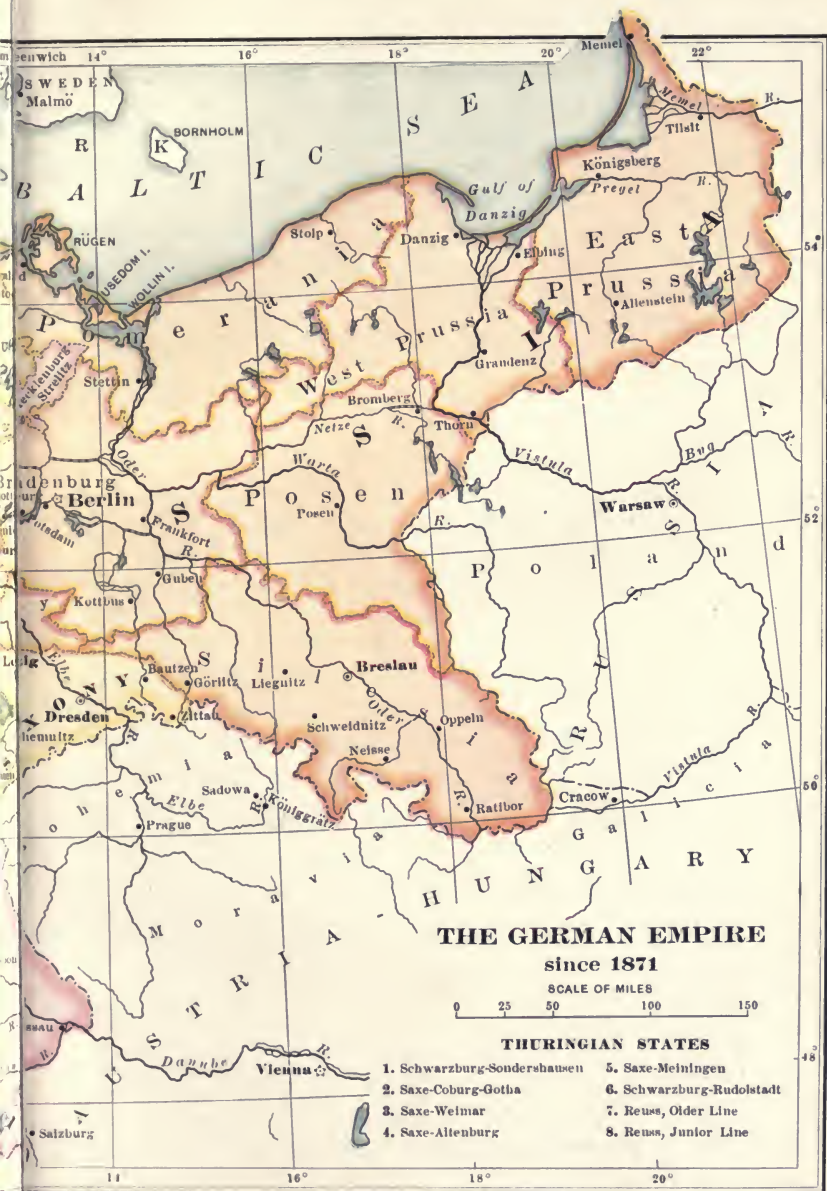 14° 16° 18° 20° 22°
SWEDEN
Malmö
BORNHOLM
R K
BALTIC SEA
Memel
Memel R.
Tilsit
Königsberg
Pregel R.
Gulf of
Danzig
RÜGEN
USEDOM I.
WOLLIN I.
Stolp
Danzig
Elbing
East
Prussia
Allenstein
54°
Pomerania
West Prussia
Graudenz
Stettin
Bromberg
Netze R.
Thorn
Vistula
Bug R.
Oder
Warta
Berlin
Potsdam
Posen
Posen
Warsaw
R.
52°
Frankfort
R.
R.
Poland
Guben
Kottbus
PRUSSIA
RUSSIA
Elbe
Bautzen
Görlitz
Liegnitz
Silesia
Breslau
Dresden
Zittau
Oder
Schweidnitz
Oppeln
Neisse
R.
Ratibor
Cracow
Vistula R.
50°
Sadowa
Elbe R.
Königgrätz
Prague
Galicia
Moravia
AUSTRIA-HUNGARY
THE GERMAN EMPIRE
since 1871
SCALE OF MILES
0 25 50 100 150
THURINGIAN STATES
1. Schwarzburg-Sondershausen
2. Saxe-Coburg-Gotha
3. Saxe-Weimar
4. Saxe-Altenburg
5. Saxe-Meiningen
6. Schwarzburg-Rudolstadt
7. Reuss, Older Line
8. Reuss, Junior Line
Danube R.
Vienna
48°
R.
Salzburg
14 16° 18° 20°